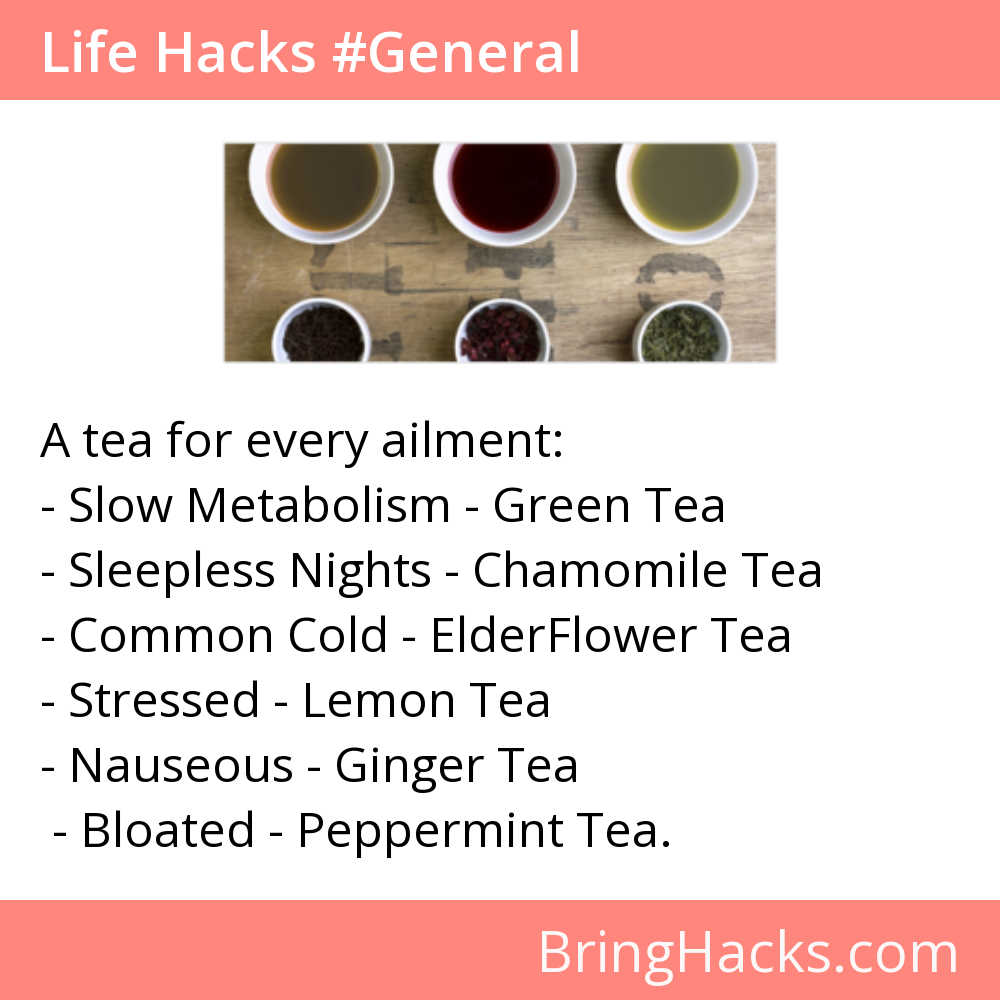 Life Hacks #General
A tea for every ailment:
- Slow Metabolism - Green Tea
- Sleepless Nights - Chamomile Tea
- Common Cold - ElderFlower Tea
- Stressed - Lemon Tea
- Nauseous - Ginger Tea
- Bloated - Peppermint Tea.
BringHacks.com